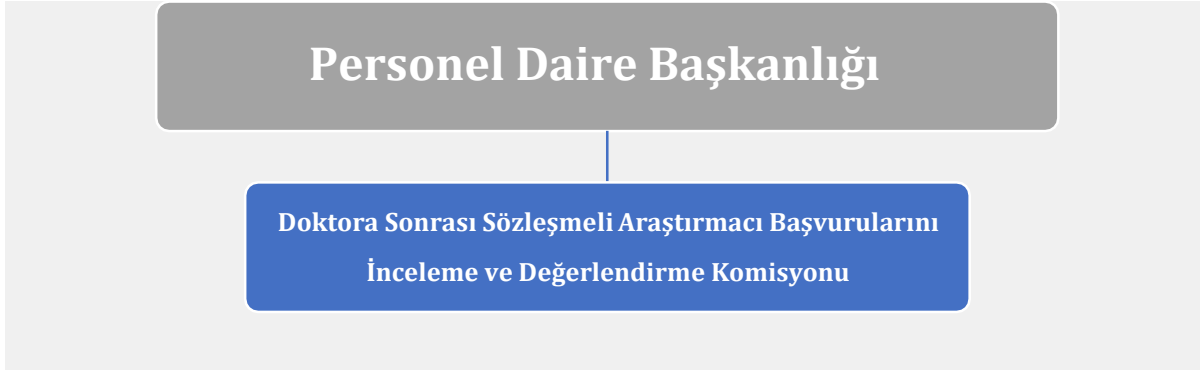 Personel Daire Başkanlığı
Doktora Sonrası Sözleşmeli Araştırmacı Başvurularını
İnceleme ve Değerlendirme Komisyonu